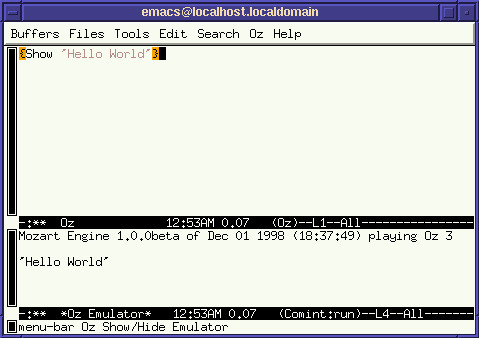 emacs@localhost.localdomain
Buffers Files Tools Edit Search Oz Help
{Show "Hello World"}
-:** Oz 12:53AM 0.07 (Oz)--L1--All----------------
Mozart Engine 1.0.0beta of Dec 01 1998 (18:37:49) playing Oz 3
"Hello World"
-:** *Oz Emulator* 12:53AM 0.07 (Comint:run)--L4--All-------
menu-bar Oz Show/Hide Emulator